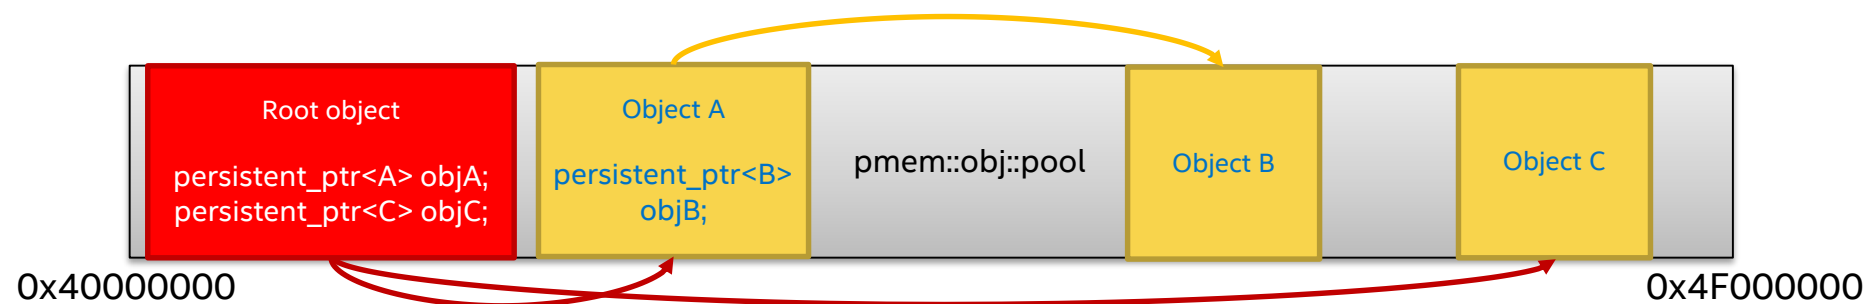 Root object
persistent_ptr<A> objA;
persistent_ptr<C> objC;
Object A
persistent_ptr<B>
objB;
pmem::obj::pool
Object B
Object C
0x40000000
0x4F000000